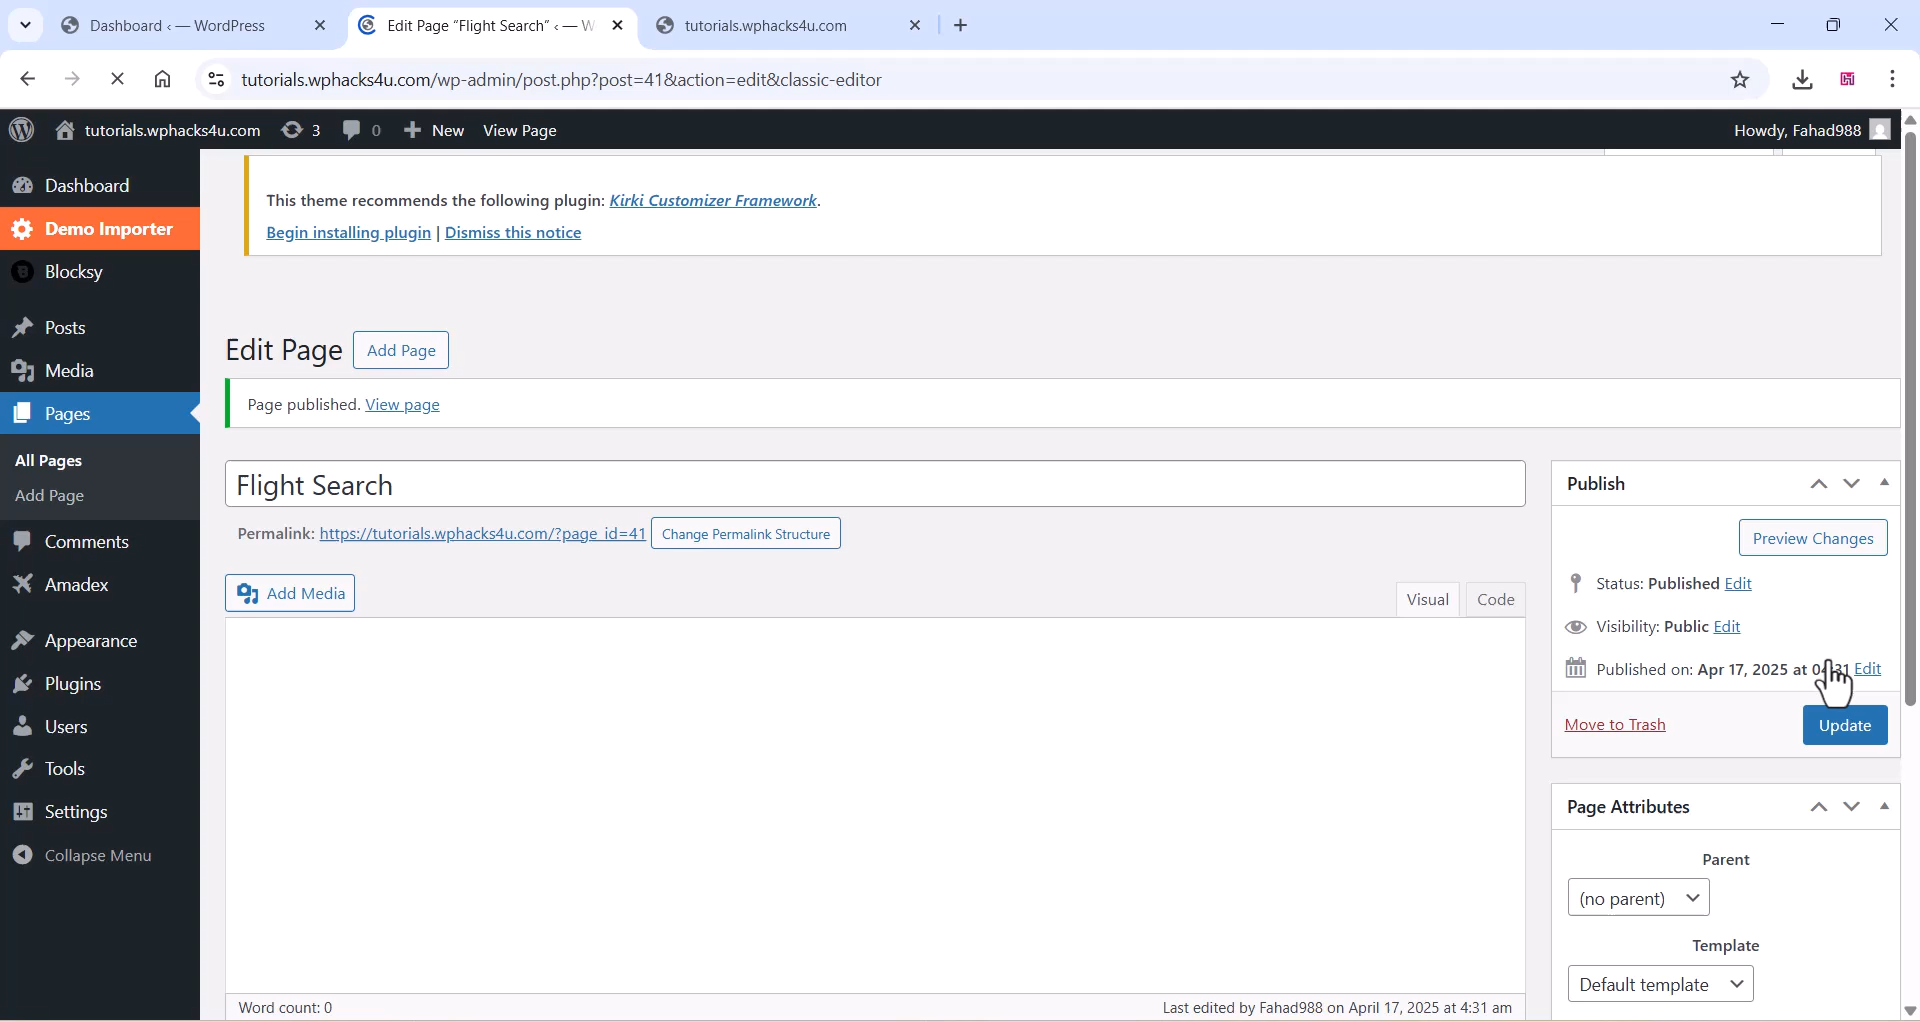 Dashboard ‹ — WordPress
Edit Page “Flight Search” ‹ — W
tutorials.wphacks4u.com
tutorials.wphacks4u.com/wp-admin/post.php?post=41&action=edit&classic-editor
tutorials.wphacks4u.com 3 0 New View Page Howdy, Fahad988
Dashboard
Demo Importer
Blocksy
Posts
Media
Pages
All Pages
Add Page
Comments
Amadex
Appearance
Plugins
Users
Tools
Settings
Collapse Menu
This theme recommends the following plugin: Kirki Customizer Framework.
Begin installing plugin | Dismiss this notice
Edit Page Add Page
Page published. View page
Flight Search
Permalink: https://tutorials.wphacks4u.com/?page_id=41 Change Permalink Structure
Add Media
Visual Code
Word count: 0
Last edited by Fahad988 on April 17, 2025 at 4:31 am
Publish
Preview Changes
Status: Published Edit
Visibility: Public Edit
Published on: Apr 17, 2025 at 04:31 Edit
Move to Trash
Update
Page Attributes
Parent
(no parent)
Template
Default template